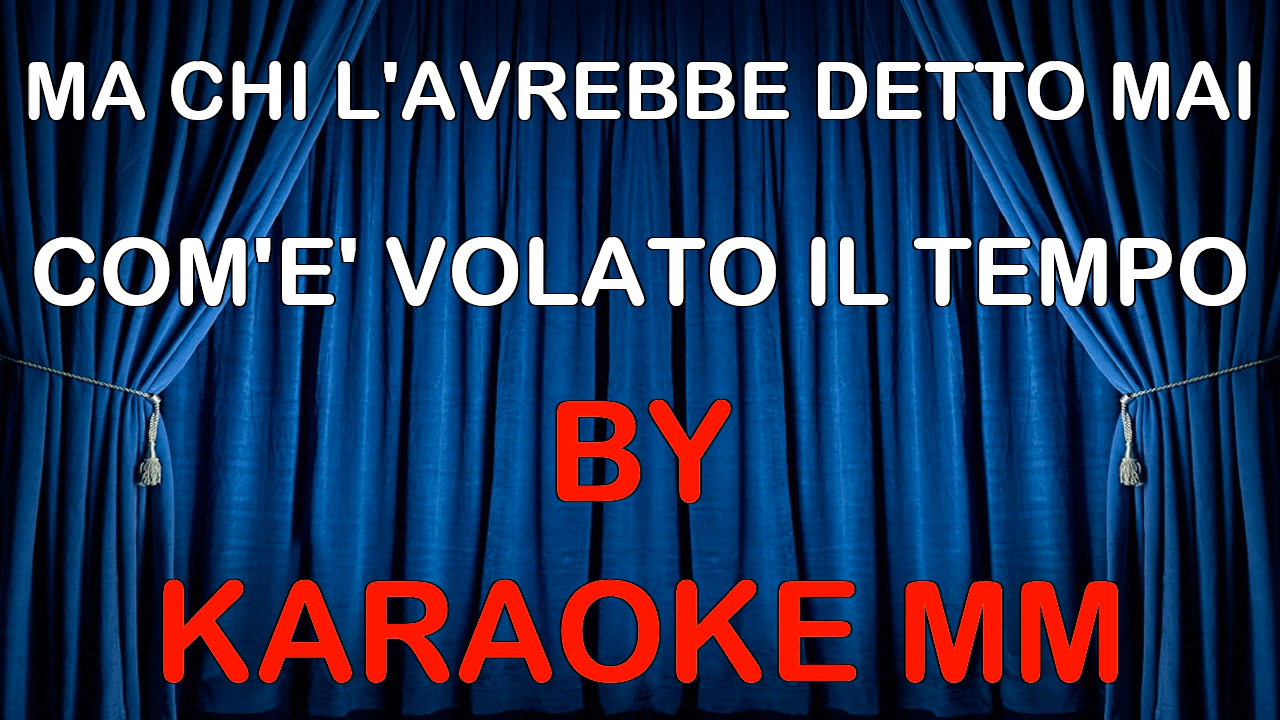 MA CHI L'AVREBBE DETTO MAI
COM'E' VOLATO IL TEMPO
BY
KARAOKE MM